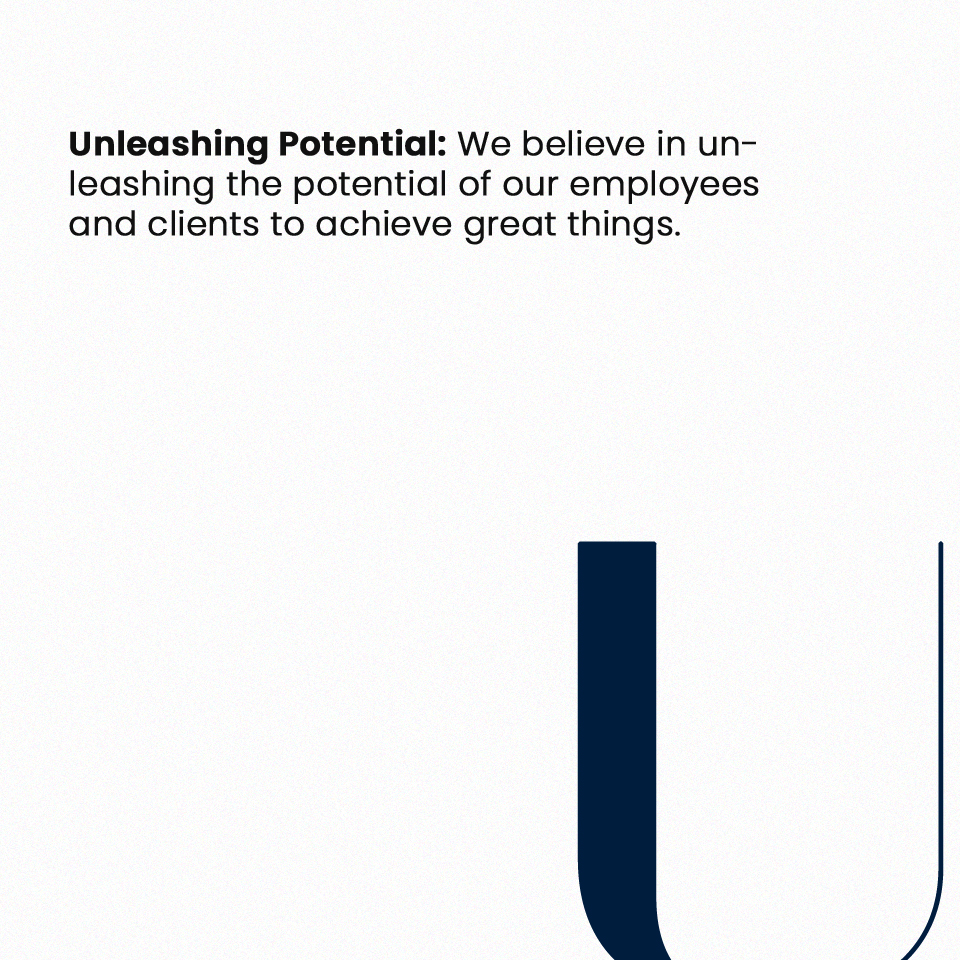 Unleashing Potential: We believe in un-
leashing the potential of our employees
and clients to achieve great things.
U